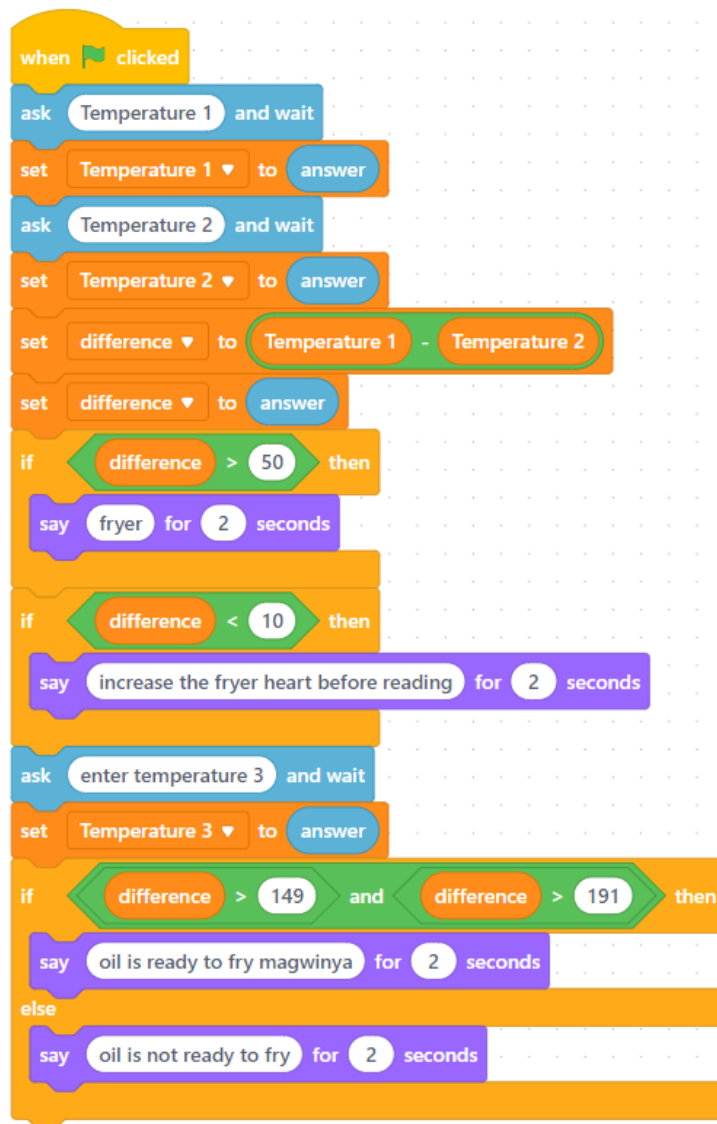 when clicked
ask Temperature 1 and wait
set Temperature 1 to answer
ask Temperature 2 and wait
set Temperature 2 to answer
set difference to Temperature 1 - Temperature 2
set difference to answer
if difference > 50 then
say fryer for 2 seconds
if difference < 10 then
say increase the fryer heart before reading for 2 seconds
ask enter temperature 3 and wait
set Temperature 3 to answer
if difference > 149 and difference > 191 then
say oil is ready to fry magwinya for 2 seconds
else
say oil is not ready to fry for 2 seconds